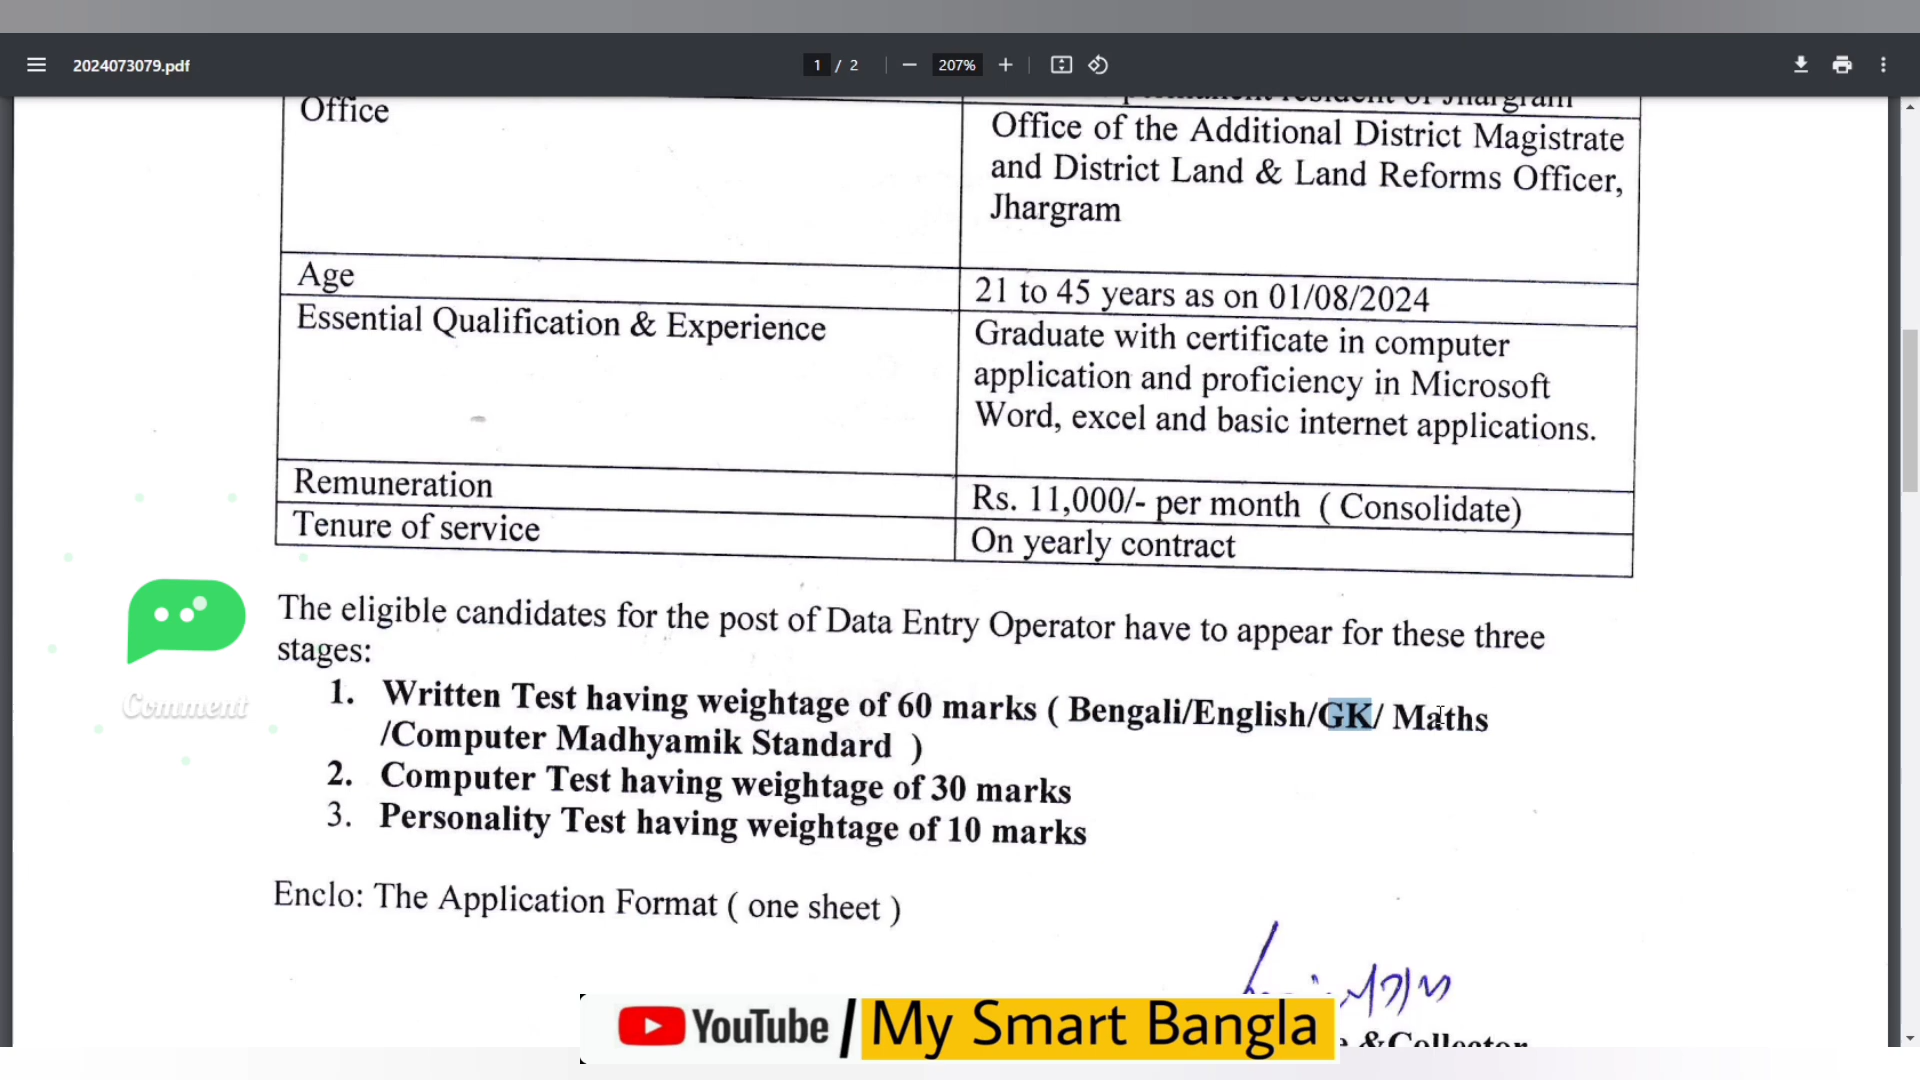 2024073079.pdf
1 / 2
207%
permanent resident of Jhargram
Office
Office of the Additional District Magistrate
and District Land & Land Reforms Officer,
Jhargram
Age
21 to 45 years as on 01/08/2024
Essential Qualification & Experience
Graduate with certificate in computer
application and proficiency in Microsoft
Word, excel and basic internet applications.
Remuneration
Rs. 11,000/- per month ( Consolidate)
Tenure of service
On yearly contract
The eligible candidates for the post of Data Entry Operator have to appear for these three
stages:
1. Written Test having weightage of 60 marks ( Bengali/English/GK/ Maths
/Computer Madhyamik Standard )
2. Computer Test having weightage of 30 marks
3. Personality Test having weightage of 10 marks
Comment
Enclo: The Application Format ( one sheet )
YouTube / My Smart Bangla
&Collector